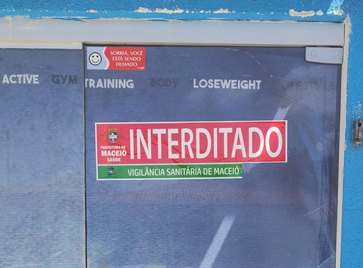 SORRIA, VOCÊ
ESTÁ SENDO
FILMADO
ACTIVE GYM TRAINING BODY LOSEWEIGHT LIFESTYLE
PREFEITURA DE
MACEIÓ
SAÚDE
INTERDITADO
VIGILÂNCIA SANITÁRIA DE MACEIÓ